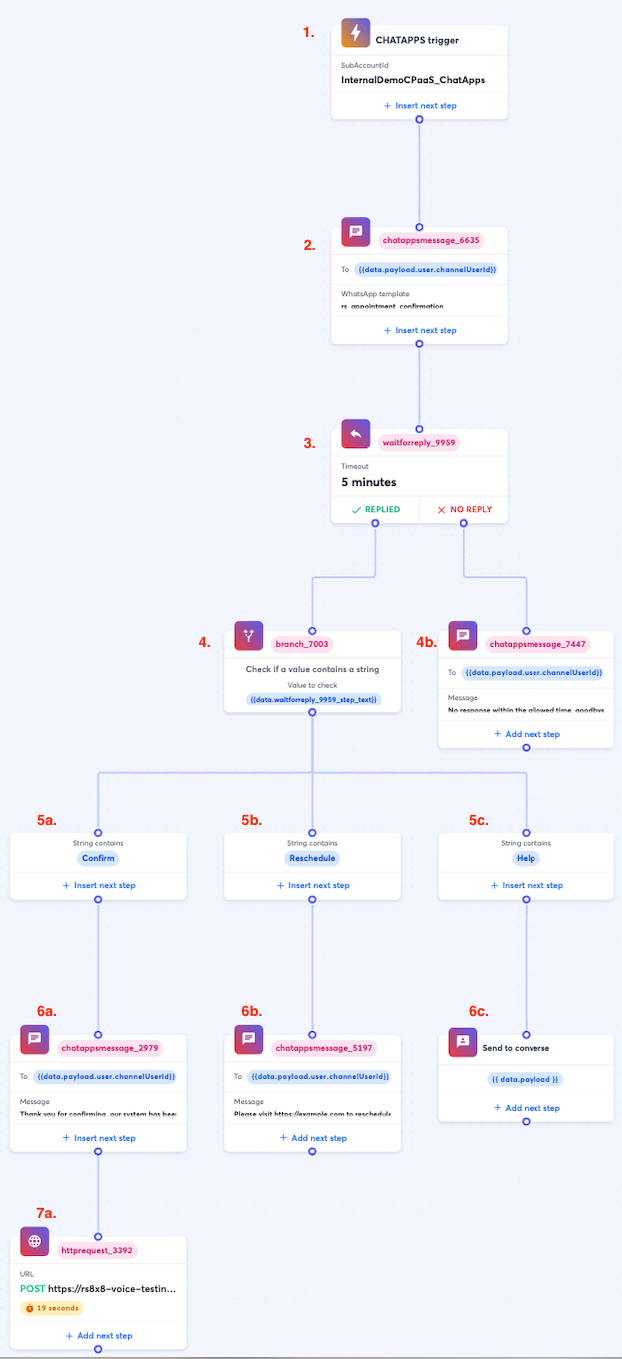 1.
CHATAPPS trigger
SubAccountId
InternalDemoCPaaS_ChatApps
+ Insert next step
2.
chatappsmessage_6635
To {{data.payload.user.channelUserId}}
WhatsApp template
rs_appointment_confirmation
+ Insert next step
3.
waitforreply_9959
Timeout
5 minutes
REPLIED
NO REPLY
4.
branch_7003
Check if a value contains a string
Value to check
{{data.waitforreply_9959_step_text}}
4b.
chatappsmessage_7447
To {{data.payload.user.channelUserId}}
Message
No response within the allowed time, goodbye
+ Add next step
5a.
String contains
Confirm
+ Insert next step
5b.
String contains
Reschedule
+ Insert next step
5c.
String contains
Help
+ Insert next step
6a.
chatappsmessage_2979
To {{data.payload.user.channelUserId}}
Message
Thank you for confirming, our system has bee
+ Insert next step
6b.
chatappsmessage_5197
To {{data.payload.user.channelUserId}}
Message
Please visit https://example.com to reschedule
+ Add next step
6c.
Send to converse
{{ data.payload }}
+ Add next step
7a.
httprequest_3392
URL
POST https://rs8x8-voice-testin...
19 seconds
+ Add next step